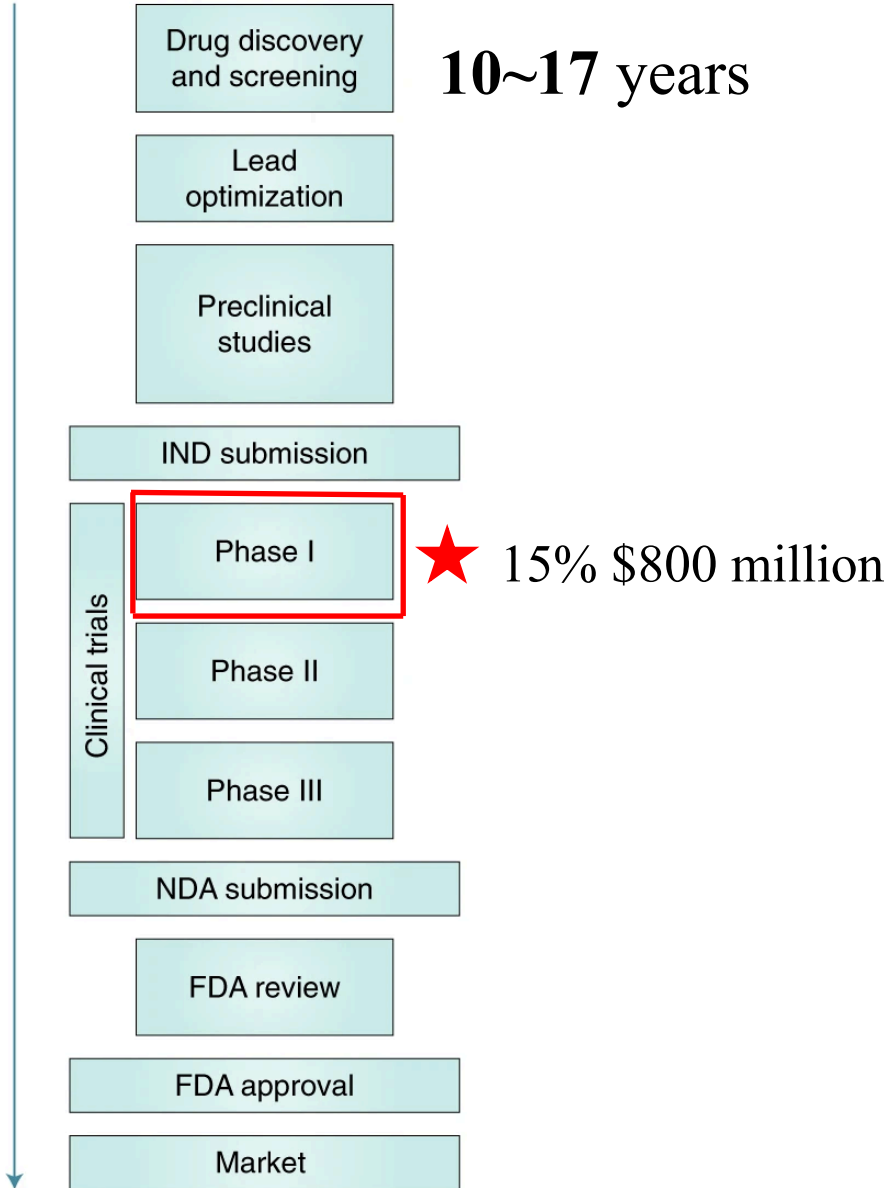 Drug discovery
and screening
10~17 years
Lead
optimization
Preclinical
studies
IND submission
Clinical trials
Phase I
15% $800 million
Phase II
Phase III
NDA submission
FDA review
FDA approval
Market